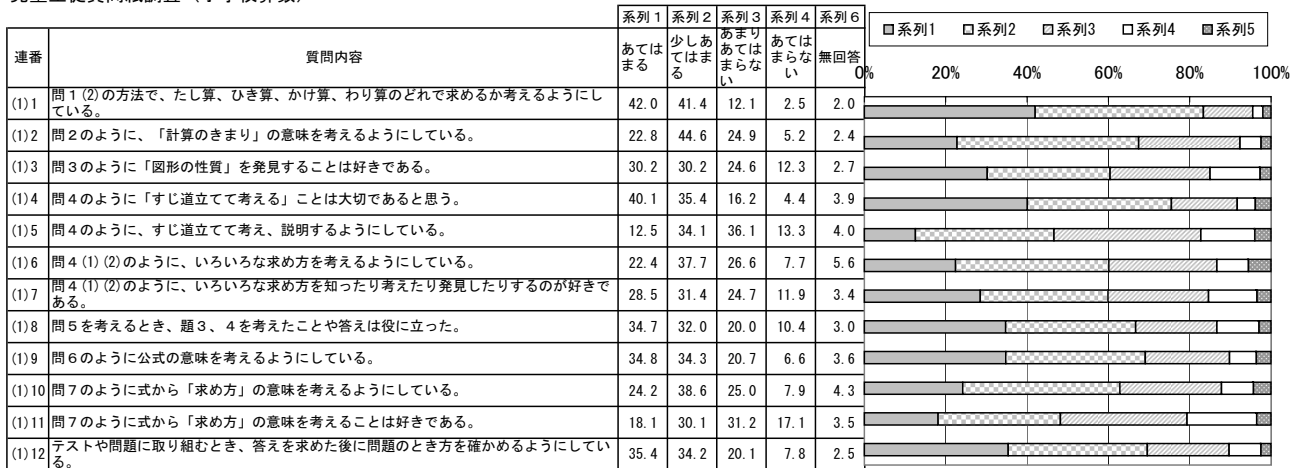 系列1 系列2 系列3 系列4 系列6
系列1 系列2 系列3 系列4 系列5
連番 質問内容 あてはまる 少しあてはまる あまりあてはまらない あてはまらない 無回答
0% 20% 40% 60% 80% 100%
(1)1 問1(2)の方法で、たし算、ひき算、かけ算、わり算のどれで求めるか考えるようにし
ている。 42.0 41.4 12.1 2.5 2.0
(1)2 問2のように、「計算のきまり」の意味を考えるようにしている。 22.8 44.6 24.9 5.2 2.4
(1)3 問3のように「図形の性質」を発見することは好きである。 30.2 30.2 24.6 12.3 2.7
(1)4 問4のように「すじ道立てて考える」ことは大切であると思う。 40.1 35.4 16.2 4.4 3.9
(1)5 問4のように、すじ道立てて考え、説明するようにしている。 12.5 34.1 36.1 13.3 4.0
(1)6 問4(1)(2)のように、いろいろな求め方を考えるようにしている。 22.4 37.7 26.6 7.7 5.6
(1)7 問4(1)(2)のように、いろいろな求め方を知ったり考えたり発見したりするのが好きで
ある。 28.5 31.4 24.7 11.9 3.4
(1)8 問5を考えるとき、題3、4を考えたことや答えは役に立った。 34.7 32.0 20.0 10.4 3.0
(1)9 問6のように公式の意味を考えるようにしている。 34.8 34.3 20.7 6.6 3.6
(1)10 問7のように式から「求め方」の意味を考えるようにしている。 24.2 38.6 25.0 7.9 4.3
(1)11 問7のように式から「求め方」の意味を考えることは好きである。 18.1 30.1 31.2 17.1 3.5
(1)12 テストや問題に取り組むとき、答えを求めた後に問題のとき方を確かめるようにしてい
る。 35.4 34.2 20.1 7.8 2.5